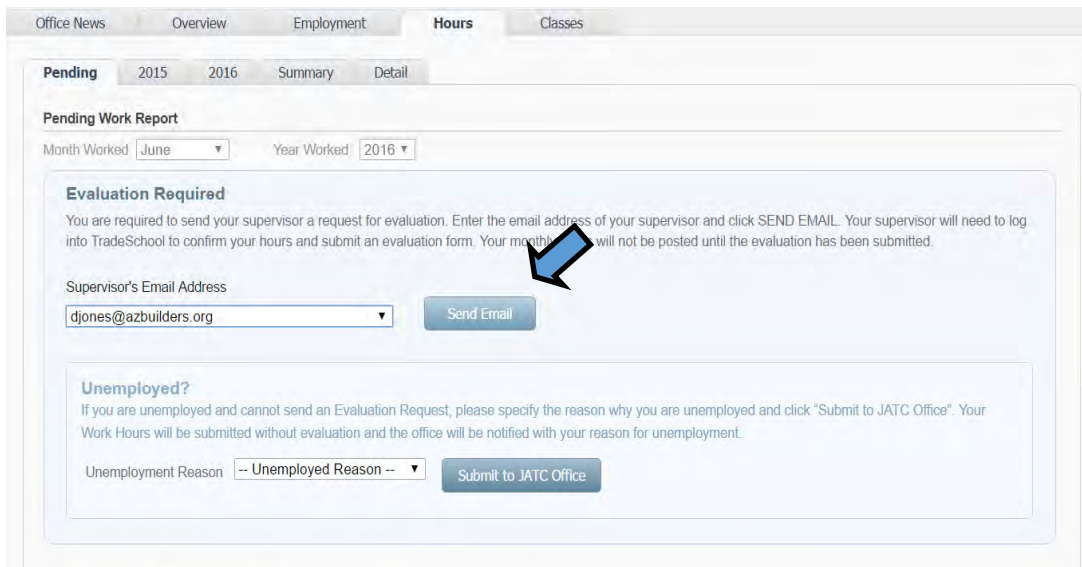 Office News Overview Employment Hours Classes
Pending 2015 2016 Summary Detail
Pending Work Report
Month Worked June Year Worked 2016
Evaluation Required
You are required to send your supervisor a request for evaluation. Enter the email address of your supervisor and click SEND EMAIL. Your supervisor will need to log
into TradeSchool to confirm your hours and submit an evaluation form. Your monthly will not be posted until the evaluation has been submitted.
Supervisor's Email Address
djones@azbuilders.org Send Email
Unemployed?
If you are unemployed and cannot send an Evaluation Request, please specify the reason why you are unemployed and click "Submit to JATC Office". Your
Work Hours will be submitted without evaluation and the office will be notified with your reason for unemployment.
Unemployment Reason -- Unemployed Reason -- Submit to JATC Office